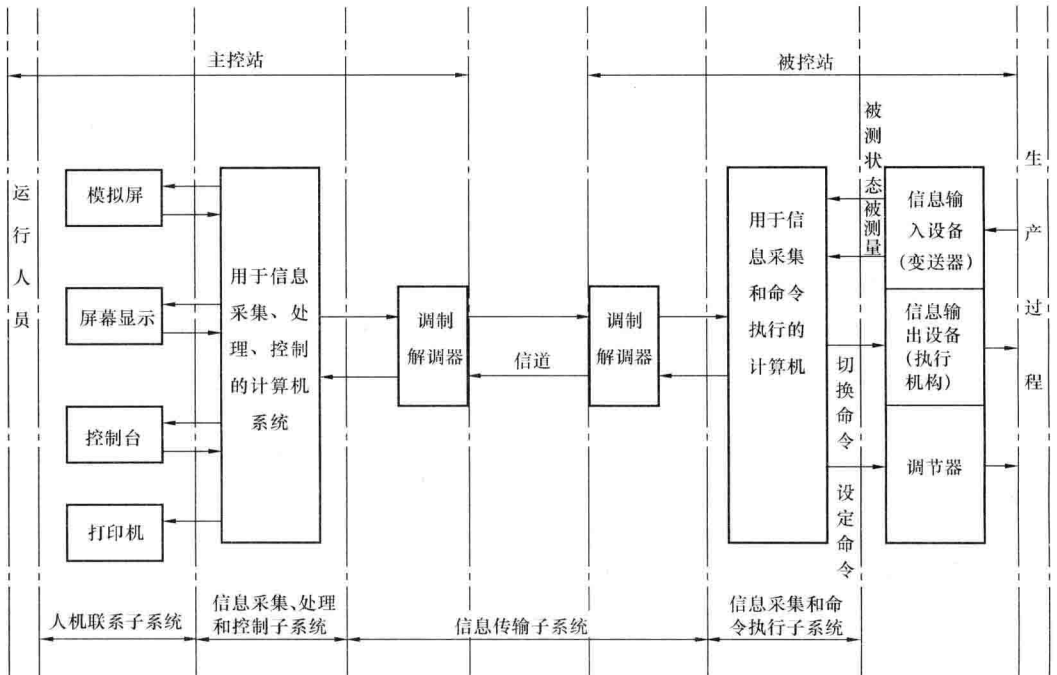 主控站
被控站
运行人员
模拟屏
屏幕显示
控制台
打印机
用于信息
采集、处
理、控制
的计算机
系统
调制
解调器
信道
调制
解调器
用于信
息采集
和命令
执行的
计算机
被测状态
被测量
切换命令
设定命令
信息输
入设备
(变送器)
信息输
出设备
(执行
机构)
调节器
生产过程
人机联系子系统
信息采集、处理
和控制子系统
信息传输子系统
信息采集和命
令执行子系统